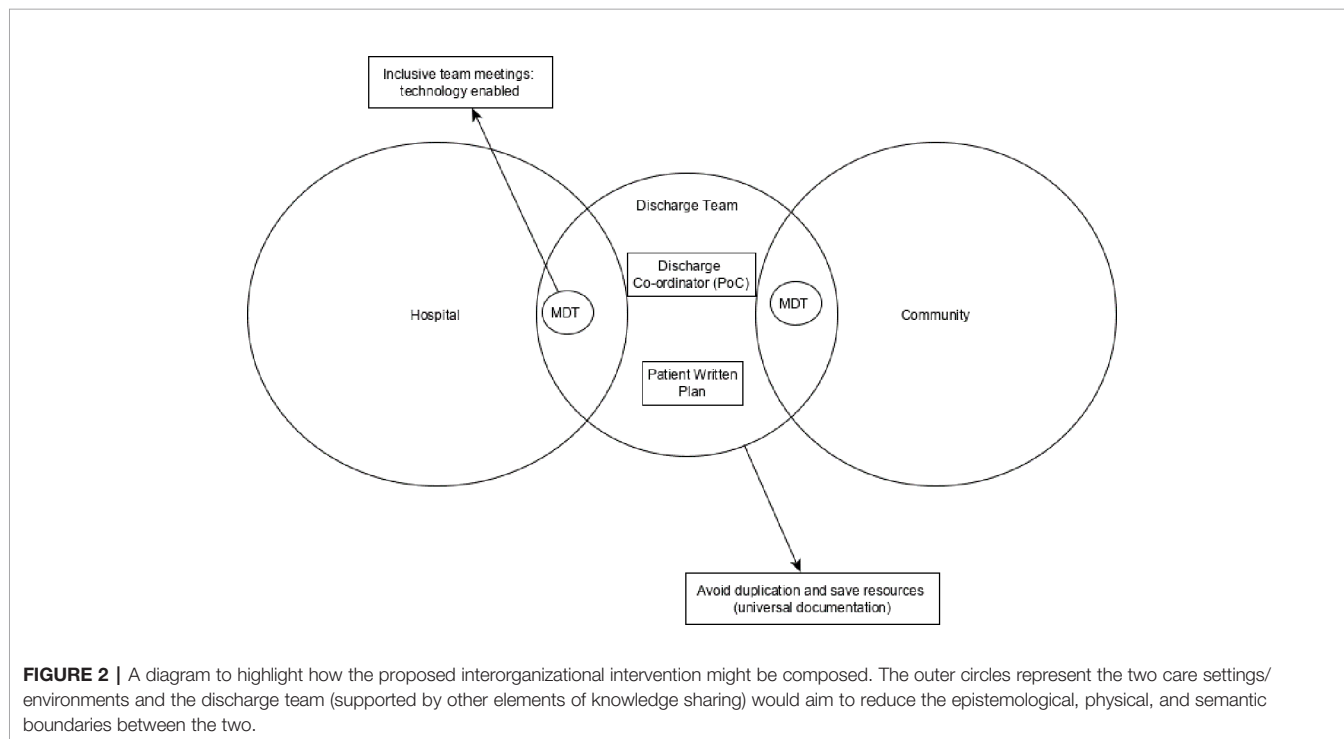 Inclusive team meetings:
technology enabled
Discharge Team
Discharge
Co-ordinator (PoC)
MDT
MDT
Hospital
Community
Patient Written
Plan
Avoid duplication and save resources
(universal documentation)
FIGURE 2 | A diagram to highlight how the proposed interorganizational intervention might be composed. The outer circles represent the two care settings/
environments and the discharge team (supported by other elements of knowledge sharing) would aim to reduce the epistemological, physical, and semantic
boundaries between the two.